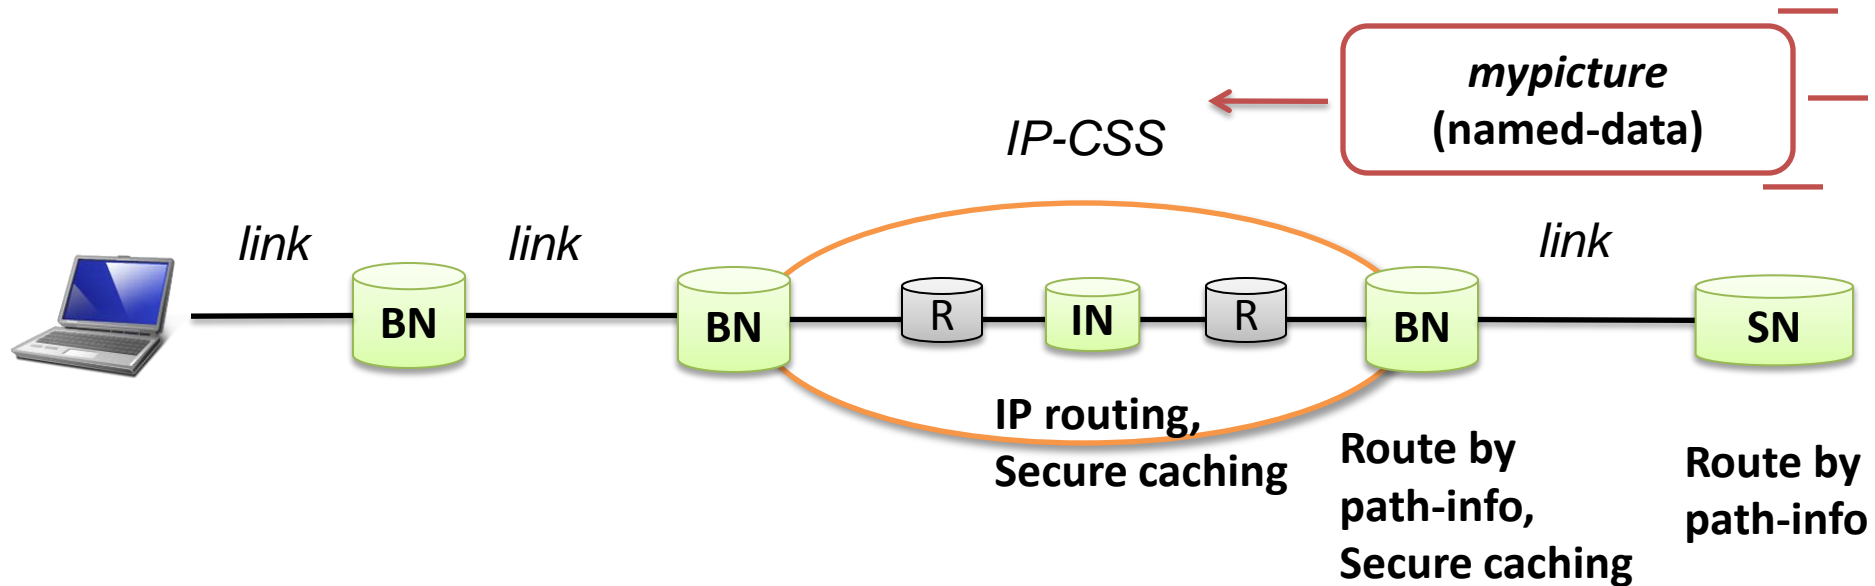 mypicture
(named-data)
IP-CSS
link
link
link
BN
BN
R
IN
R
BN
SN
IP routing,
Secure caching
Route by
path-info,
Secure caching
Route by
path-info